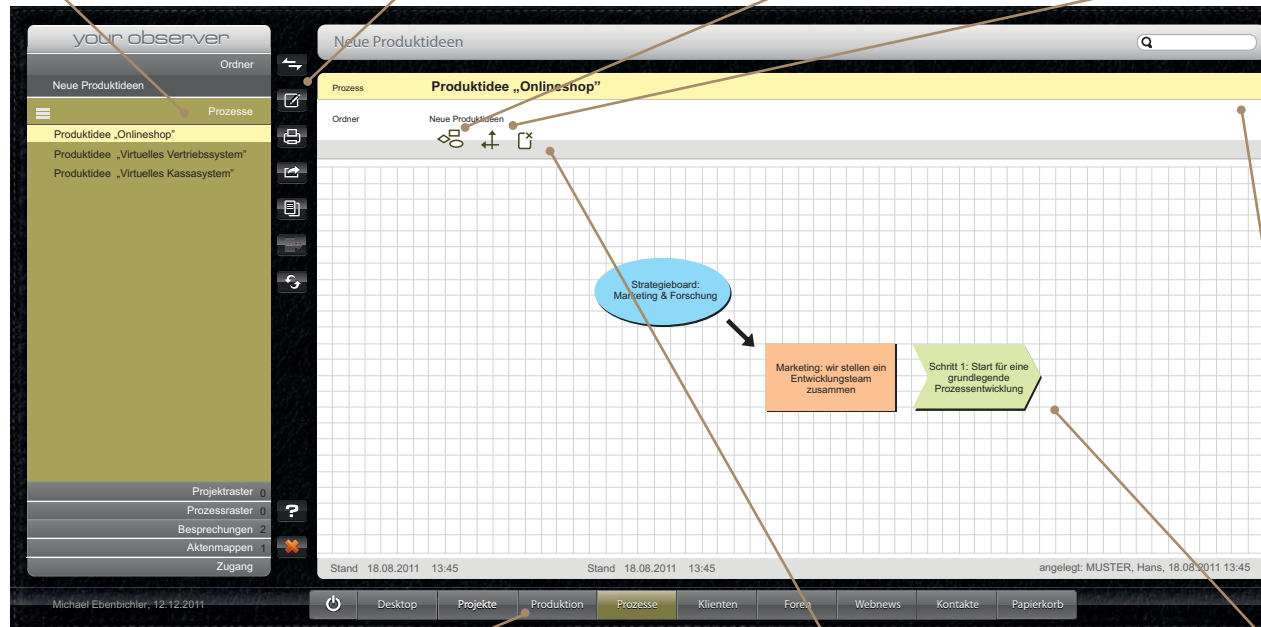 your observer
Ordner
Neue Produktideen
Prozesse
Produktidee „Onlineshop”
Produktidee „Virtuelles Vertriebssystem”
Produktidee „Virtuelles Kassasystem”
Projektraster 0
Prozessraster 0
Besprechungen 2
Aktenmappen 1
Zugang
Michael Ebenbichler, 12.12.2011
Neue Produktideen
Prozess Produktidee „Onlineshop”
Ordner Neue Produktideen
Strategieboard:
Marketing & Forschung
Marketing: wir stellen ein
Entwicklungsteam
zusammen
Schritt 1: Start für eine
grundlegende
Prozessentwicklung
Stand 18.08.2011 13:45 Stand 18.08.2011 13:45 angelegt: MUSTER, Hans, 18.08.2011 13:45
Desktop Projekte Produktion Prozesse Klienten Foren Webnews Kontakte Papierkorb